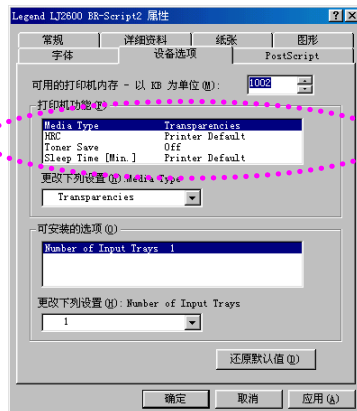 Legend LJ2600 BR-Script2 属性
常规 详细资料 纸张 图形
字体 设备选项 PostScript
可用的打印机内存 - 以 KB 为单位(M): 1002
打印机功能(F)
Media Type Transparencies
HRC Printer Default
Toner Save Off
Sleep Time [Min.] Printer Default
更改下列设置(R):Media Type
Transparencies
可安装的选项(O)
Number of Input Trays 1
更改下列设置(H): Number of Input Trays
1
还原默认值(D)
确定 取消 应用(A)